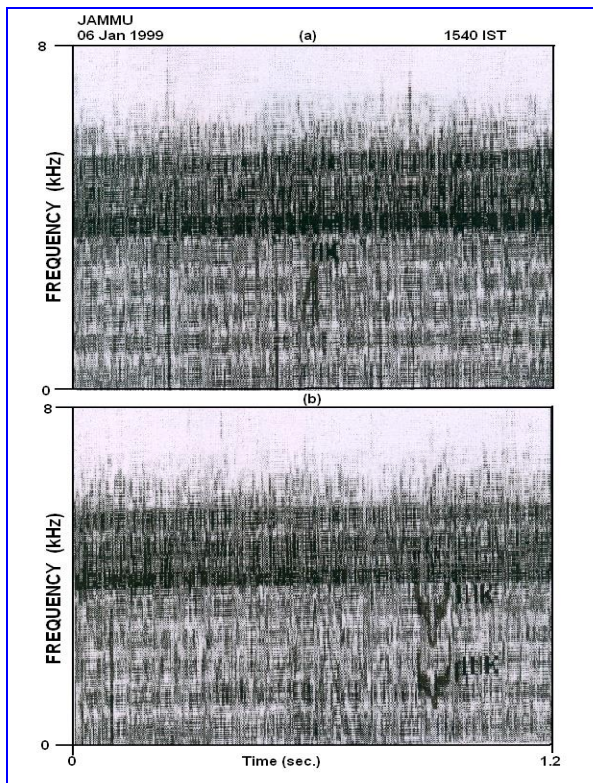 JAMMU
06 Jan 1999 (a) 1540 IST
8
FREQUENCY (kHz)
0
(b)
8
FREQUENCY (kHz)
0
0 Time (sec.) 1.2